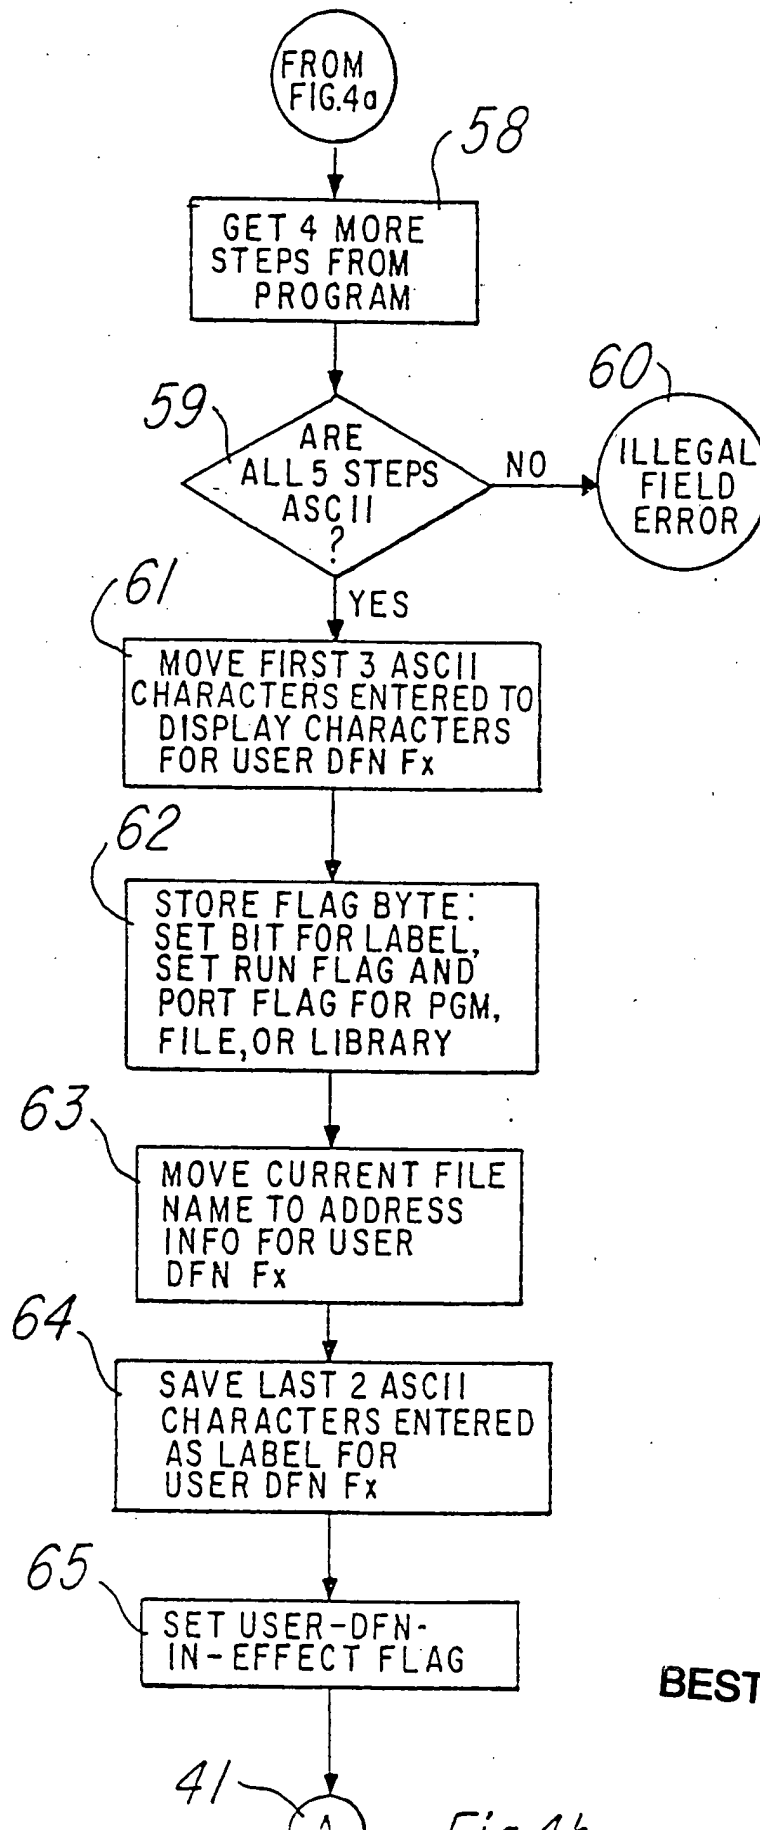 FROM
FIG.4a
58
GET 4 MORE
STEPS FROM
PROGRAM
59
ARE
ALL 5 STEPS
ASCII
?
NO
60
ILLEGAL
FIELD
ERROR
YES
61
MOVE FIRST 3 ASCII
CHARACTERS ENTERED TO
DISPLAY CHARACTERS
FOR USER DFN Fx
62
STORE FLAG BYTE:
SET BIT FOR LABEL,
SET RUN FLAG AND
PORT FLAG FOR PGM,
FILE, OR LIBRARY
63
MOVE CURRENT FILE
NAME TO ADDRESS
INFO FOR USER
DFN Fx
64
SAVE LAST 2 ASCII
CHARACTERS ENTERED
AS LABEL FOR
USER DFN Fx
65
SET USER-DFN-
IN-EFFECT FLAG
BEST
41
A
Fig.4b